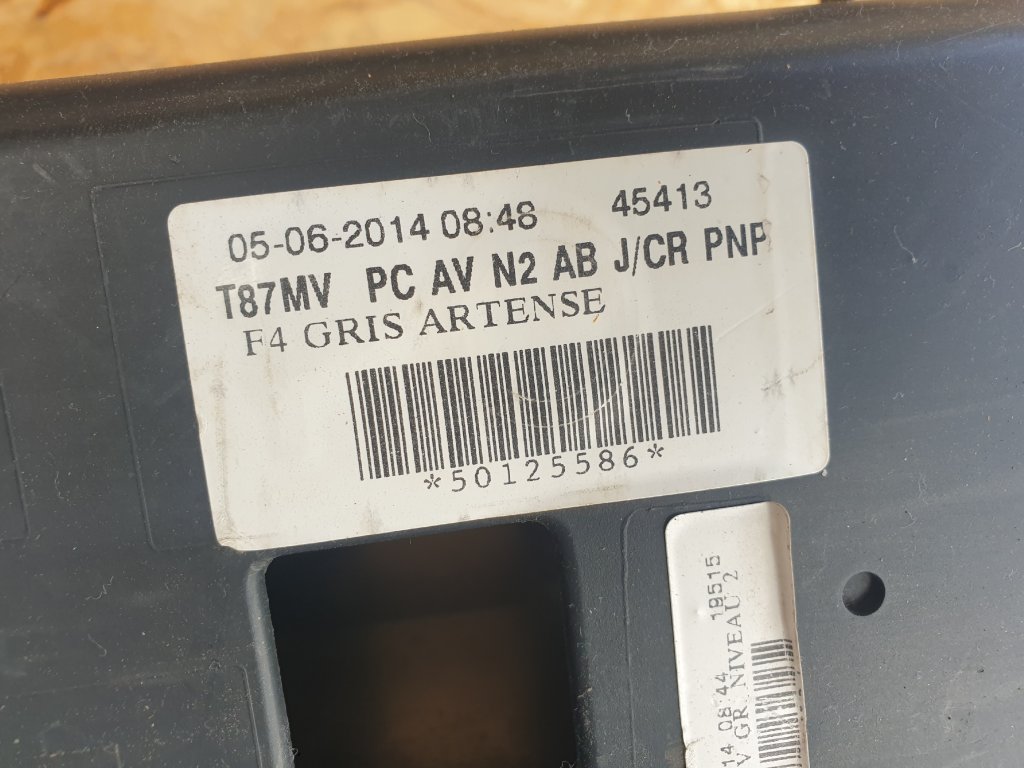 05-06-2014 08:48 45413
T87MV PC AV N2 AB J/CR PNP
F4 GRIS ARTENSE
*50125586*
14 08:44 18515
V GR. NIVEAU 2